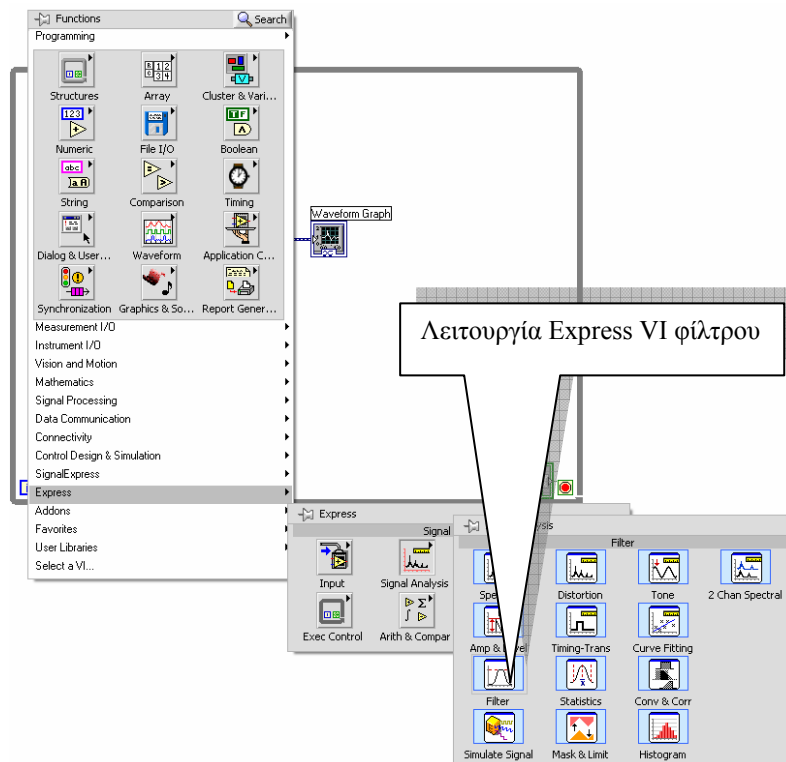 Functions
Search
Programming
Structures
Array
Cluster & Vari...
Numeric
File I/O
Boolean
String
Comparison
Timing
Dialog & User...
Waveform
Application C...
Synchronization
Graphics & So...
Report Gener...
Measurement I/O
Instrument I/O
Vision and Motion
Mathematics
Signal Processing
Data Communication
Connectivity
Control Design & Simulation
SignalExpress
Express
Addons
Favorites
User Libraries
Select a VI...
Waveform Graph
Λειτουργία Express VI φίλτρου
Express
Signal
Input
Signal Analysis
Exec Control
Arith & Compar
Filter
Distortion
Tone
2 Chan Spectral
Amp &
Timing-Trans
Curve Fitting
Filter
Statistics
Conv & Corr
Simulate Signal
Mask & Limit
Histogram